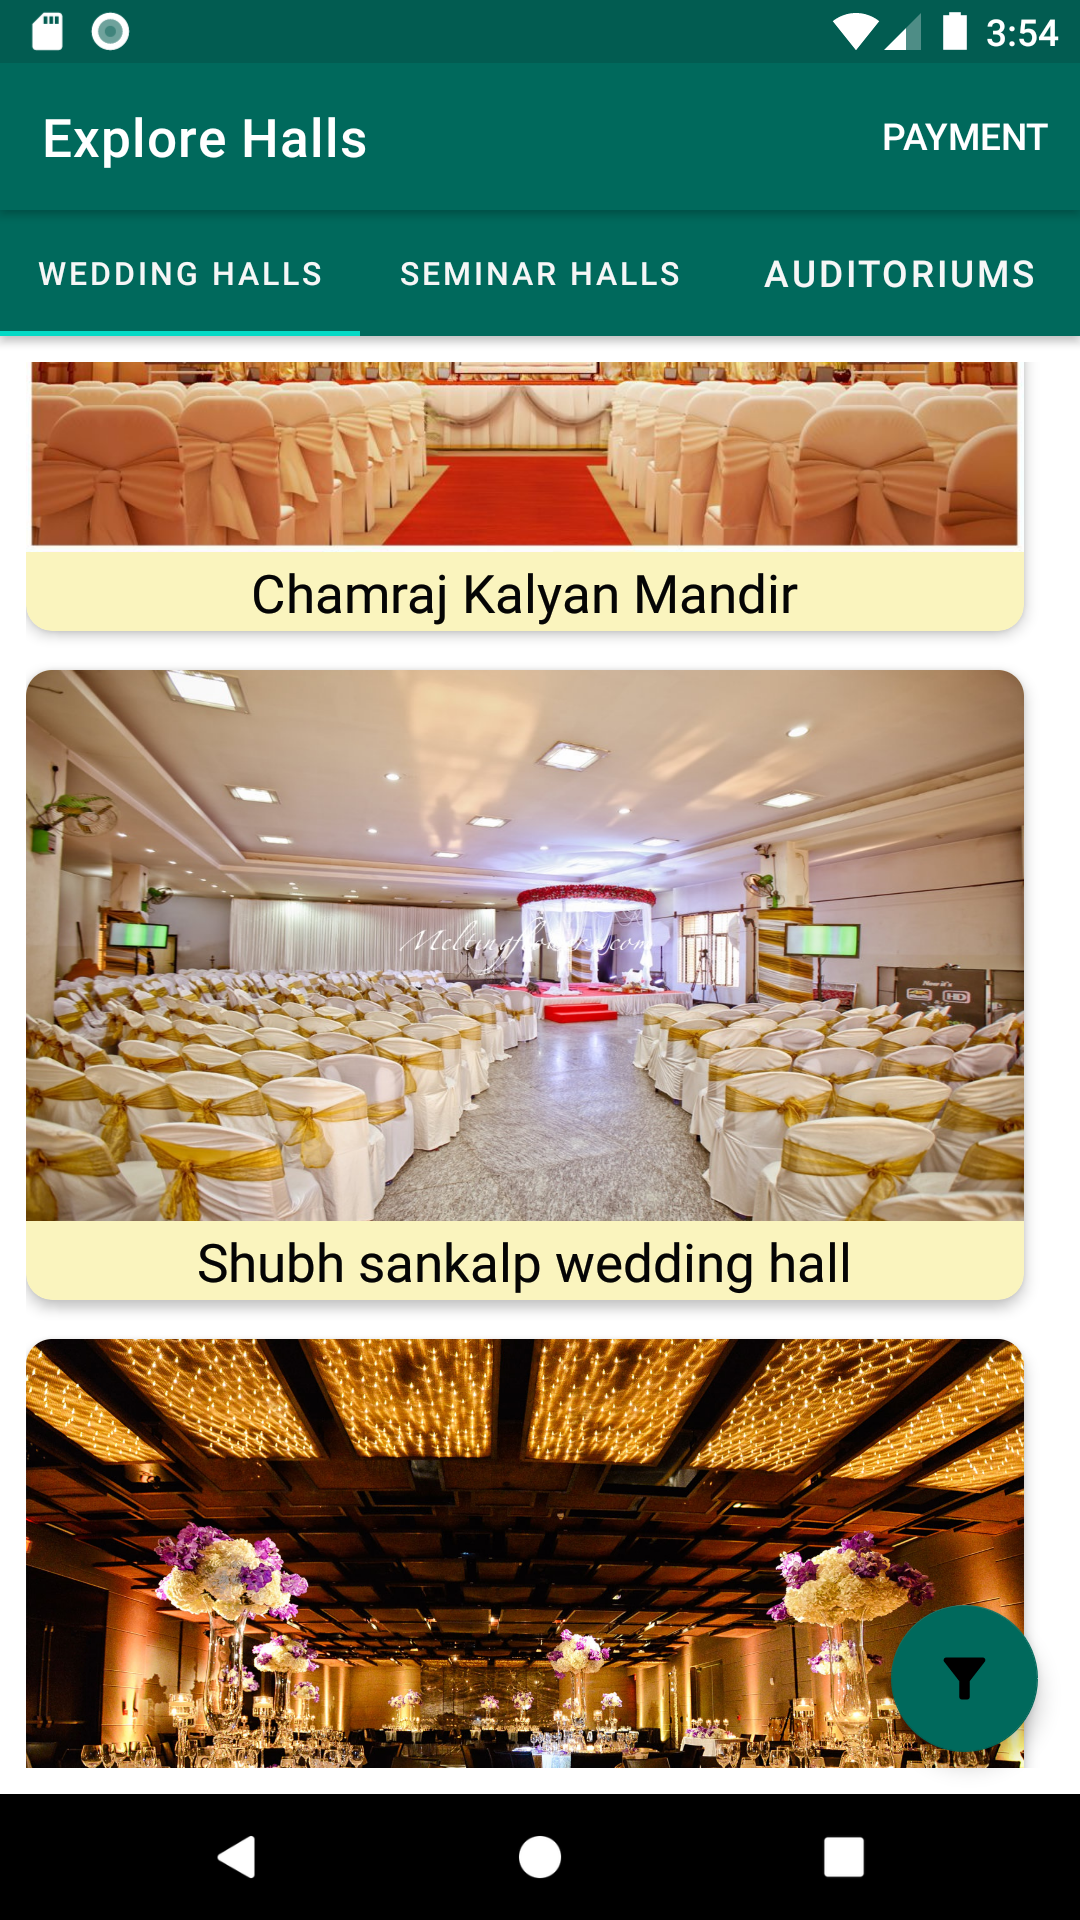 3:54
Explore Halls
PAYMENT
WEDDING HALLS
SEMINAR HALLS
AUDITORIUMS
Chamraj Kalyan Mandir
Meltingflowers.com
HD
Shubh sankalp wedding hall